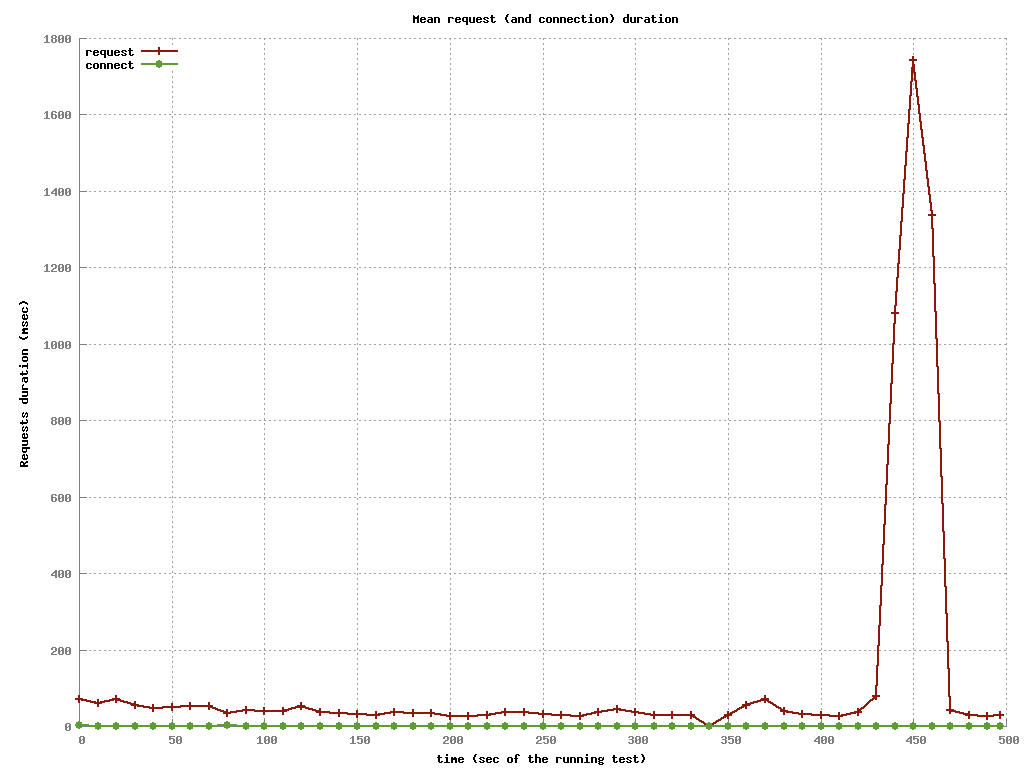 Mean request (and connection) duration
1800
request
connect
1600
1400
1200
1000
800
600
400
200
0
Requests duration (msec)
0 50 100 150 200 250 300 350 400 450 500
time (sec of the running test)